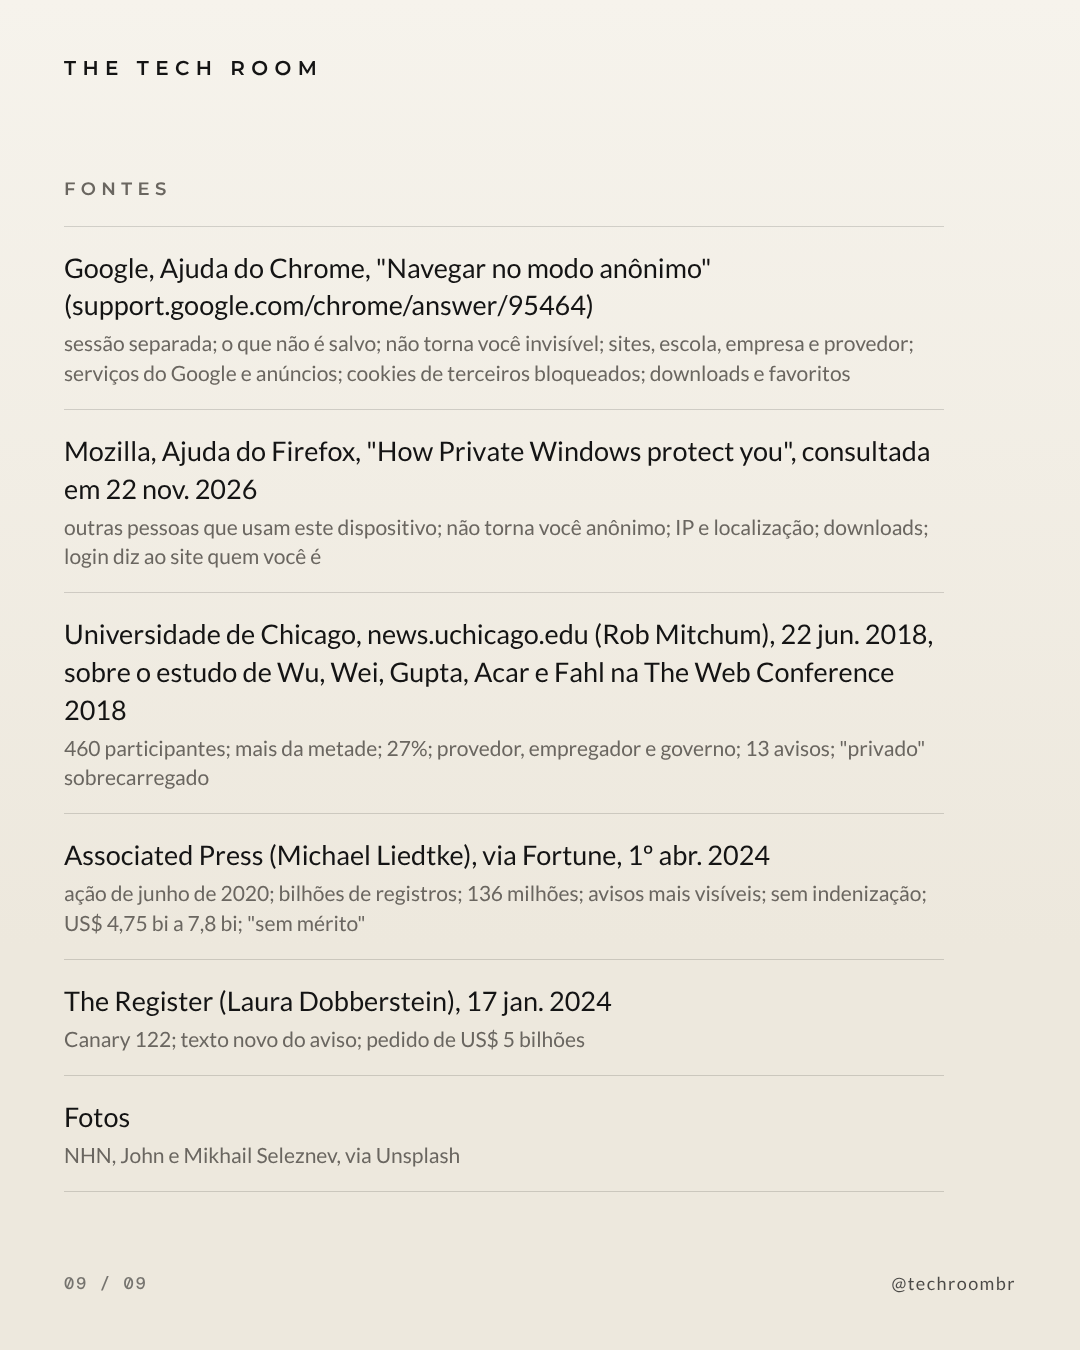 THE TECH ROOM
FONTES
Google, Ajuda do Chrome, "Navegar no modo anônimo"
(support.google.com/chrome/answer/95464)
sessão separada; o que não é salvo; não torna você invisível; sites, escola, empresa e provedor;
serviços do Google e anúncios; cookies de terceiros bloqueados; downloads e favoritos
Mozilla, Ajuda do Firefox, "How Private Windows protect you", consultada
em 22 nov. 2026
outras pessoas que usam este dispositivo; não torna você anônimo; IP e localização; downloads;
login diz ao site quem você é
Universidade de Chicago, news.uchicago.edu (Rob Mitchum), 22 jun. 2018,
sobre o estudo de Wu, Wei, Gupta, Acar e Fahl na The Web Conference
2018
460 participantes; mais da metade; 27%; provedor, empregador e governo; 13 avisos; "privado"
sobrecarregado
Associated Press (Michael Liedtke), via Fortune, 1º abr. 2024
ação de junho de 2020; bilhões de registros; 136 milhões; avisos mais visíveis; sem indenização;
US$ 4,75 bi a 7,8 bi; "sem mérito"
The Register (Laura Dobberstein), 17 jan. 2024
Canary 122; texto novo do aviso; pedido de US$ 5 bilhões
Fotos
NHN, John e Mikhail Seleznev, via Unsplash
09 / 09
@techroombr